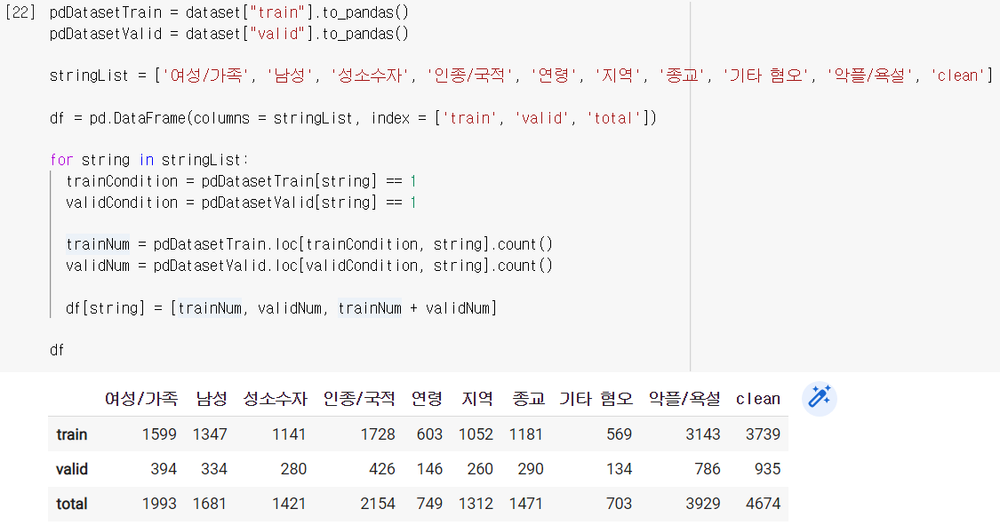 [22] pdDatasetTrain = dataset["train"].to_pandas()
pdDatasetValid = dataset["valid"].to_pandas()
stringList = ['여성/가족', '남성', '성소수자', '인종/국적', '연령', '지역', '종교', '기타 혐오', '악플/욕설', 'clean']
df = pd.DataFrame(columns = stringList, index = ['train', 'valid', 'total'])
for string in stringList:
trainCondition = pdDatasetTrain[string] == 1
validCondition = pdDatasetValid[string] == 1
trainNum = pdDatasetTrain.loc[trainCondition, string].count()
validNum = pdDatasetValid.loc[validCondition, string].count()
df[string] = [trainNum, validNum, trainNum + validNum]
df
여성/가족 남성 성소수자 인종/국적 연령 지역 종교 기타 혐오 악플/욕설 clean
train 1599 1347 1141 1728 603 1052 1181 569 3143 3739
valid 394 334 280 426 146 260 290 134 786 935
total 1993 1681 1421 2154 749 1312 1471 703 3929 4674